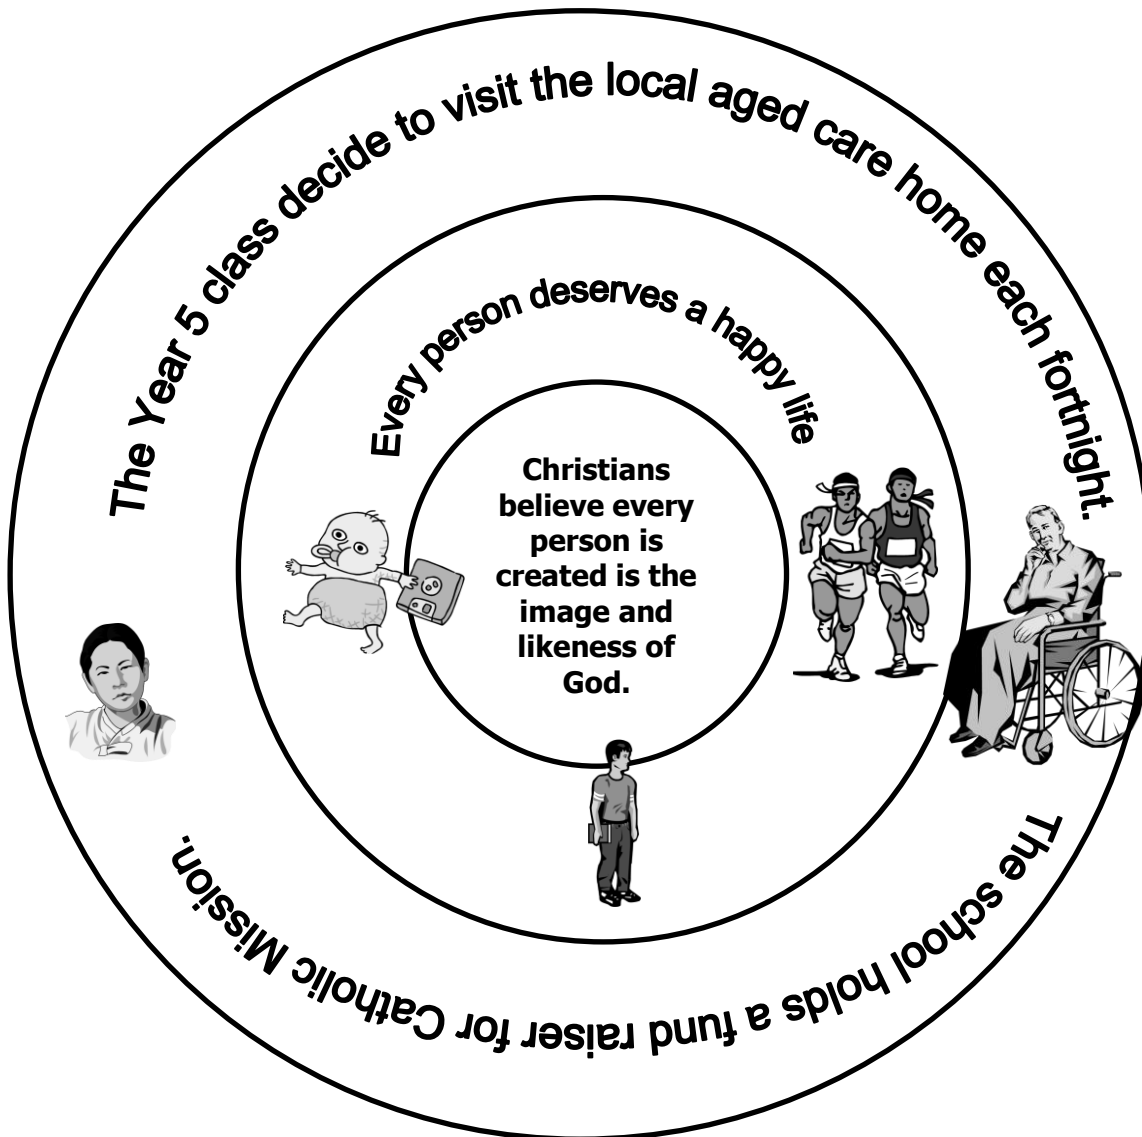 The Year 5 class decide to visit the local aged care home each fortnight.
The school holds a fund raiser for Catholic Mission.
Every person deserves a happy life
Christians
believe every
person is
created is the
image and
likeness of
God.